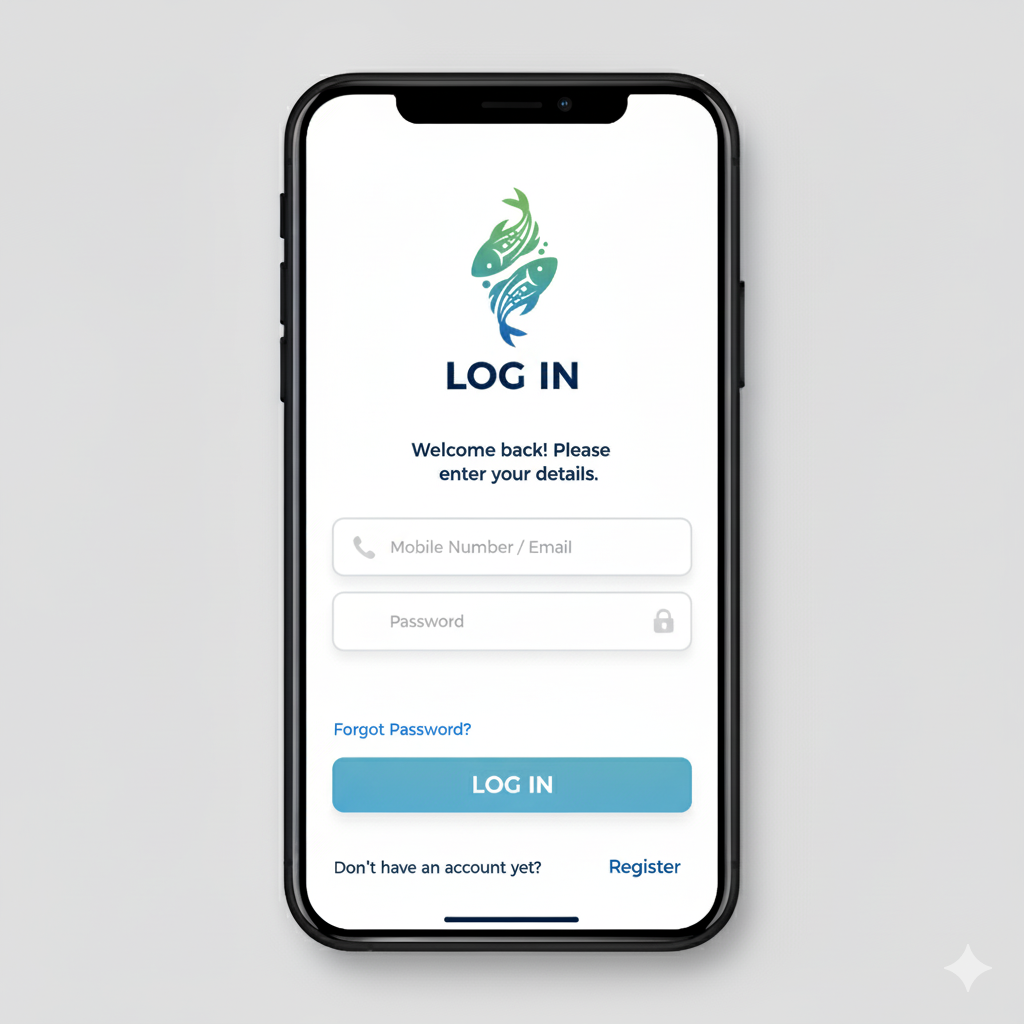 LOG IN
Welcome back! Please
enter your details.
Mobile Number / Email
Password
Forgot Password?
LOG IN
Don't have an account yet? Register